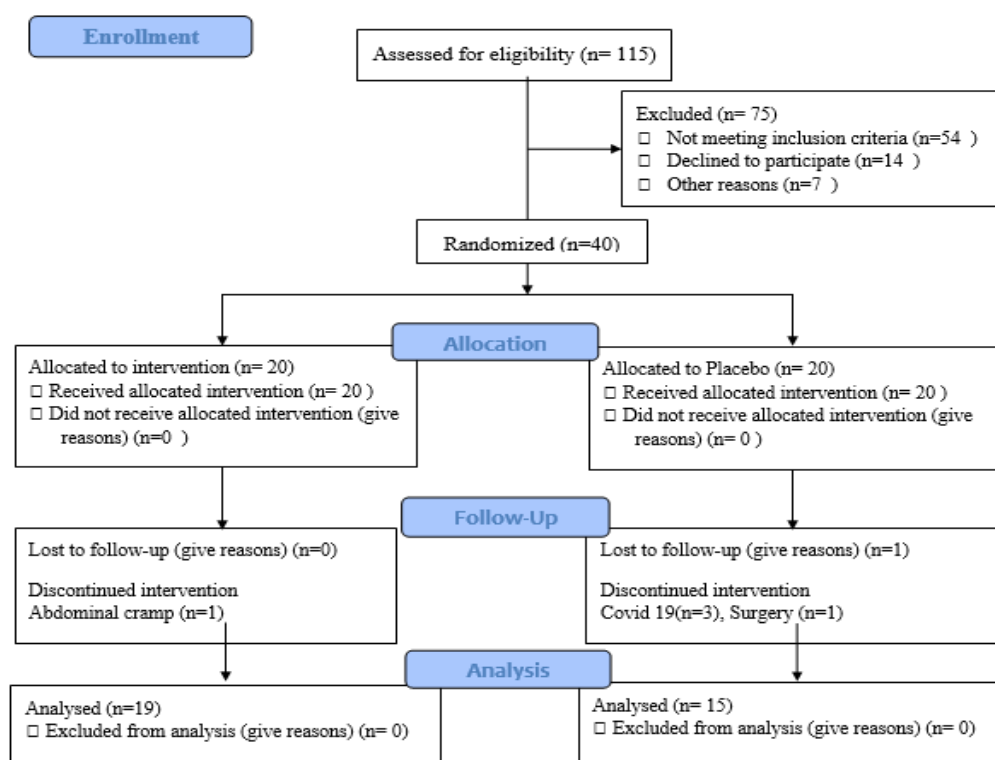 Enrollment
Assessed for eligibility (n= 115)
Excluded (n= 75)
□ Not meeting inclusion criteria (n=54 )
□ Declined to participate (n=14 )
□ Other reasons (n=7 )
Randomized (n=40)
Allocation
Allocated to intervention (n= 20)
□ Received allocated intervention (n= 20 )
□ Did not receive allocated intervention (give
reasons) (n=0 )
Allocated to Placebo (n= 20)
□ Received allocated intervention (n= 20 )
□ Did not receive allocated intervention (give
reasons) (n= 0 )
Follow-Up
Lost to follow-up (give reasons) (n=0)
Discontinued intervention
Abdominal cramp (n=1)
Lost to follow-up (give reasons) (n=1)
Discontinued intervention
Covid 19(n=3), Surgery (n=1)
Analysis
Analysed (n=19)
□ Excluded from analysis (give reasons) (n= 0)
Analysed (n= 15)
□ Excluded from analysis (give reasons) (n= 0)